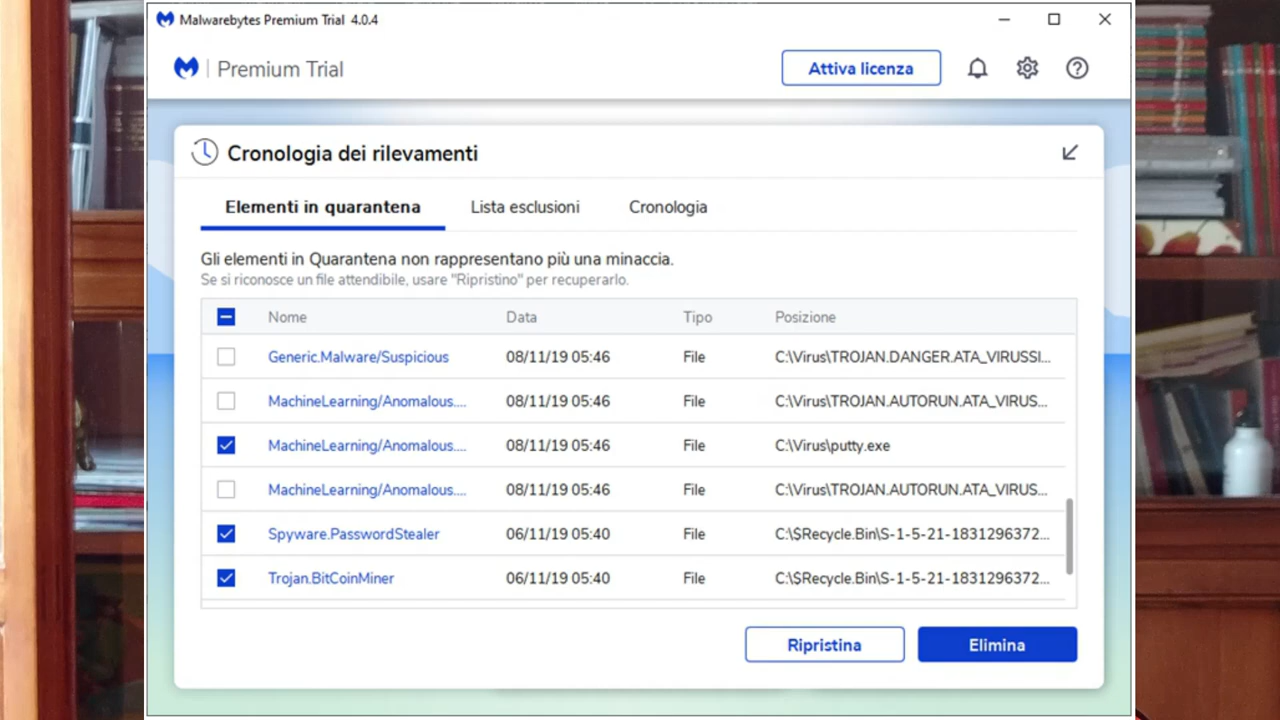 Malwarebytes Premium Trial 4.0.4
Premium Trial
Attiva licenza
Cronologia dei rilevamenti
Elementi in quarantena Lista esclusioni Cronologia
Gli elementi in Quarantena non rappresentano più una minaccia.
Se si riconosce un file attendibile, usare "Ripristino" per recuperarlo.
Nome Data Tipo Posizione
Generic.Malware/Suspicious 08/11/19 05:46 File C:\Virus\TROJAN.DANGER.ATA_VIRUSSI...
MachineLearning/Anomalous.... 08/11/19 05:46 File C:\Virus\TROJAN.AUTORUN.ATA_VIRUS...
MachineLearning/Anomalous.... 08/11/19 05:46 File C:\Virus\putty.exe
MachineLearning/Anomalous.... 08/11/19 05:46 File C:\Virus\TROJAN.AUTORUN.ATA_VIRUS...
Spyware.PasswordStealer 06/11/19 05:40 File C:\$Recycle.Bin\S-1-5-21-1831296372...
Trojan.BitCoinMiner 06/11/19 05:40 File C:\$Recycle.Bin\S-1-5-21-1831296372...
Ripristina Elimina